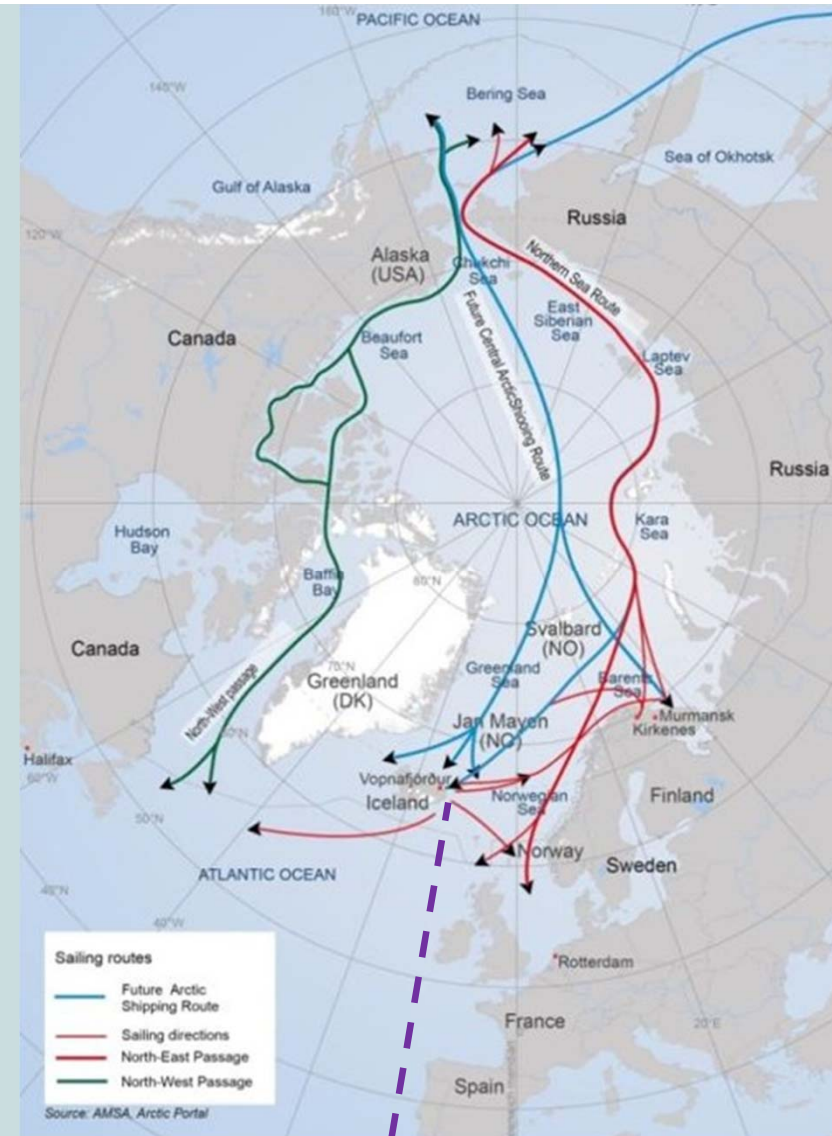 160°W
PACIFIC OCEAN
140°W
Bering Sea
Sea of Okhotsk
Gulf of Alaska
Russia
120°W
Alaska
(USA)
Chukchi
Sea
Northern Sea Route
Future Central ArcticShipping Route
East
Siberian
Sea
Canada
Beaufort
Sea
Laptev
Sea
Russia
ARCTIC OCEAN
Kara
Sea
Hudson
Bay
Baffin
Bay
80°N
Svalbard
(NO)
Canada
70°N
Greenland
(DK)
Greenland
Sea
Barents
Sea
North-West passage
Jan Mayen
(NO)
Murmansk
Kirkenes
60°N
Halifax
60°W
Vopnafjörður
Iceland
Norwegian
Sea
Finland
50°N
Norway
Sweden
ATLANTIC OCEAN
40°N
40°W
Sailing routes
Future Arctic
Shipping Route
Sailing directions
North-East Passage
North-West Passage
Source: AMSA, Arctic Portal
Rotterdam
France
20°E
Spain